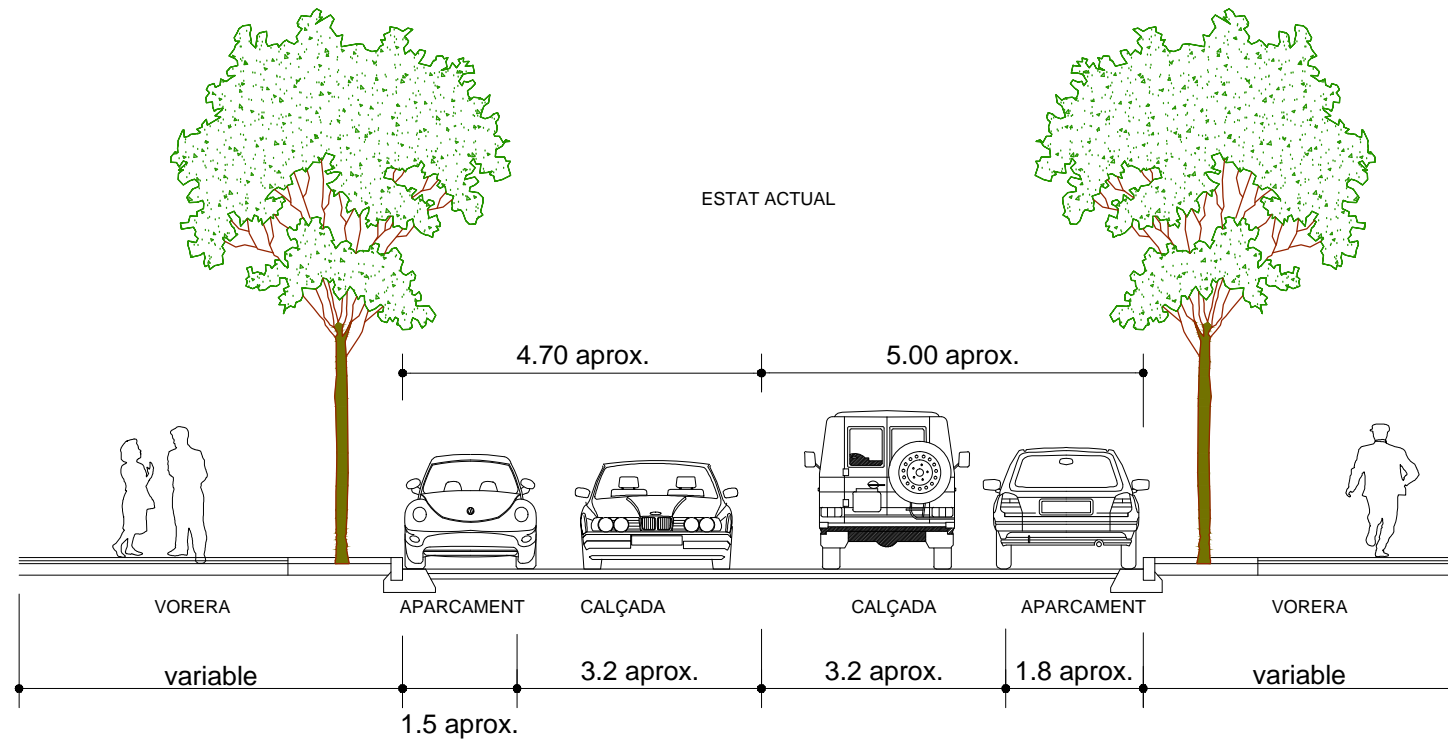 ESTAT ACTUAL
4.70 aprox. 5.00 aprox.
VORERA APARCAMENT CALÇADA CALÇADA APARCAMENT VORERA
variable 3.2 aprox. 3.2 aprox. 1.8 aprox. variable
1.5 aprox.